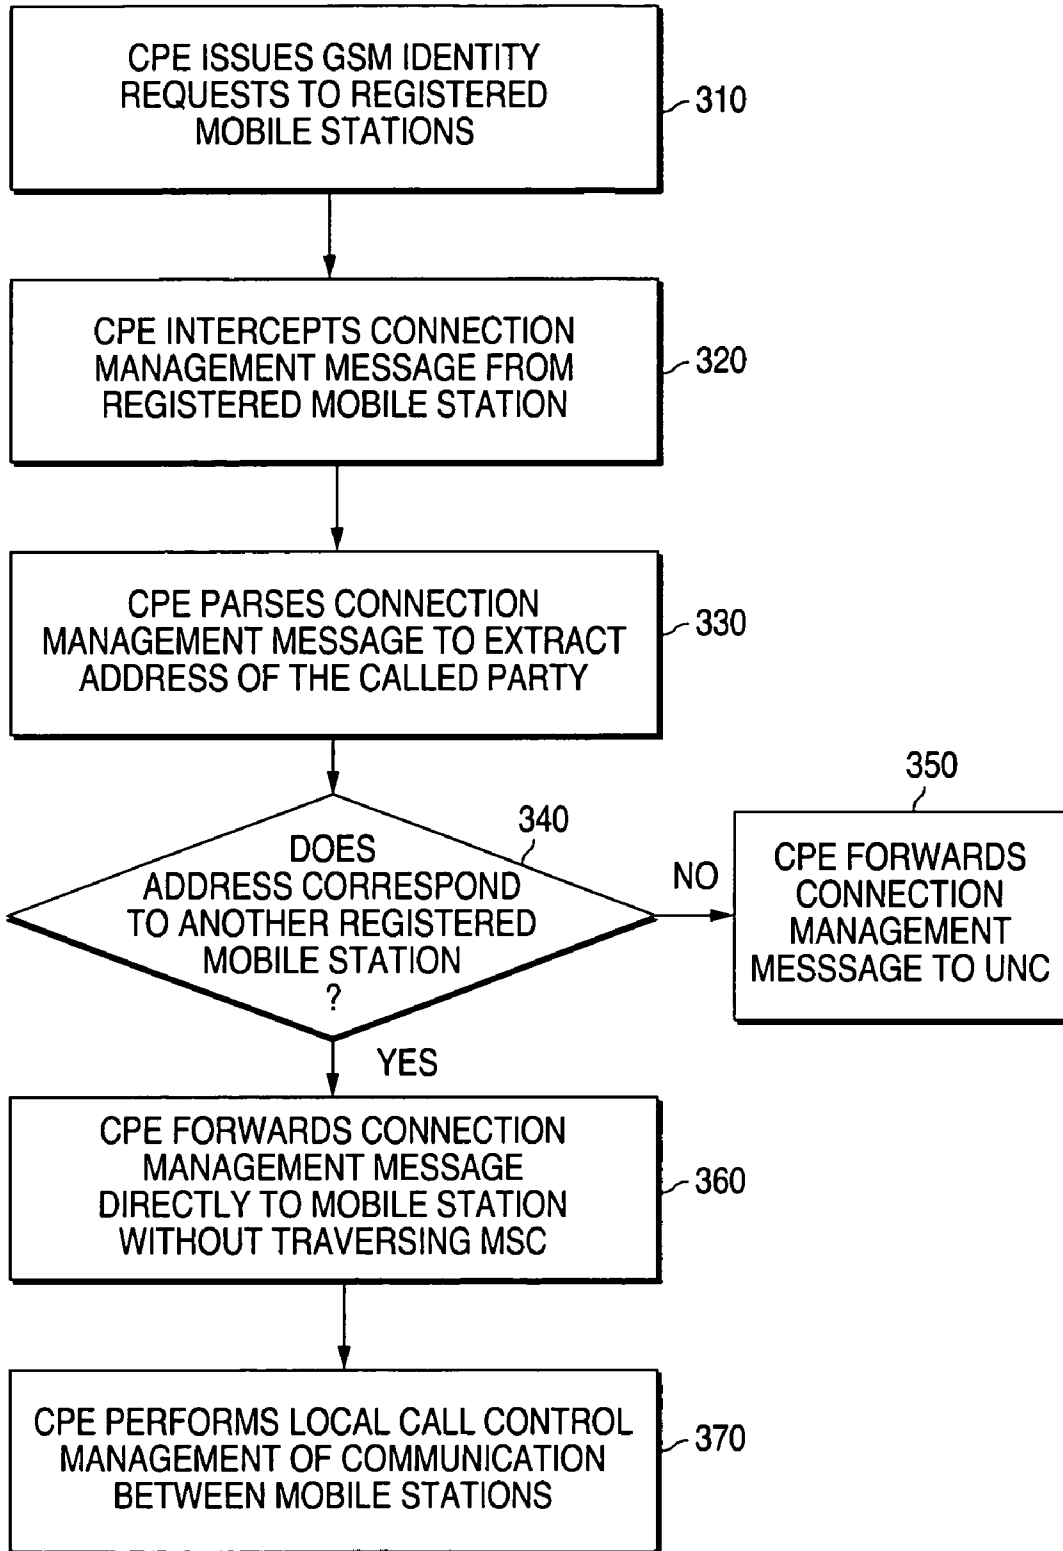 CPE ISSUES GSM IDENTITY
REQUESTS TO REGISTERED
MOBILE STATIONS
310
CPE INTERCEPTS CONNECTION
MANAGEMENT MESSAGE FROM
REGISTERED MOBILE STATION
320
CPE PARSES CONNECTION
MANAGEMENT MESSAGE TO EXTRACT
ADDRESS OF THE CALLED PARTY
330
DOES
ADDRESS CORRESPOND
TO ANOTHER REGISTERED
MOBILE STATION
?
340
NO
350
CPE FORWARDS
CONNECTION
MANAGEMENT
MESSSAGE TO UNC
YES
CPE FORWARDS CONNECTION
MANAGEMENT MESSAGE
DIRECTLY TO MOBILE STATION
WITHOUT TRAVERSING MSC
360
CPE PERFORMS LOCAL CALL CONTROL
MANAGEMENT OF COMMUNICATION
BETWEEN MOBILE STATIONS
370